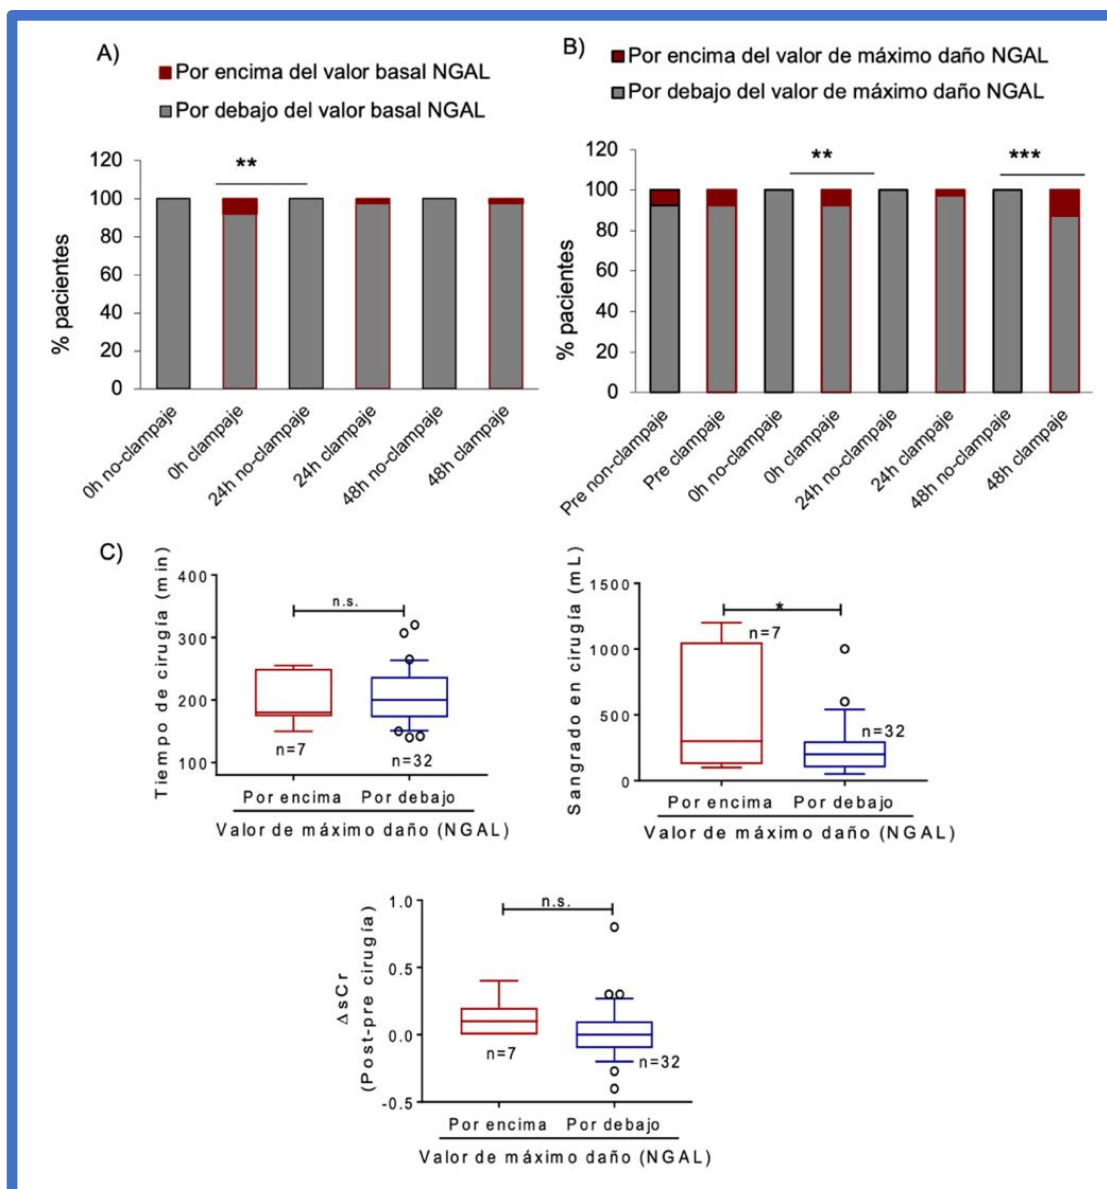 A)
Por encima del valor basal NGAL
Por debajo del valor basal NGAL
% pacientes
120
100
80
60
40
20
0
**
0h no-clampaje
0h clampaje
24h no-clampaje
24h clampaje
48h no-clampaje
48h clampaje
B)
Por encima del valor de máximo daño NGAL
Por debajo del valor de máximo daño NGAL
% pacientes
120
100
80
60
40
20
0
**
***
Pre non-clampaje
Pre clampaje
0h no-clampaje
0h clampaje
24h no-clampaje
24h clampaje
48h no-clampaje
48h clampaje
C)
Tiempo de cirugía (min)
400
300
200
100
n.s.
n=7
n=32
Por encima Por debajo
Valor de máximo daño (NGAL)
Sangrado en cirugía (mL)
1500
1000
500
0
*
n=7
n=32
Por encima Por debajo
Valor de máximo daño (NGAL)
ΔsCr
(Post-pre cirugía)
1.0
0.5
0.0
-0.5
n.s.
n=7
n=32
Por encima Por debajo
Valor de máximo daño (NGAL)